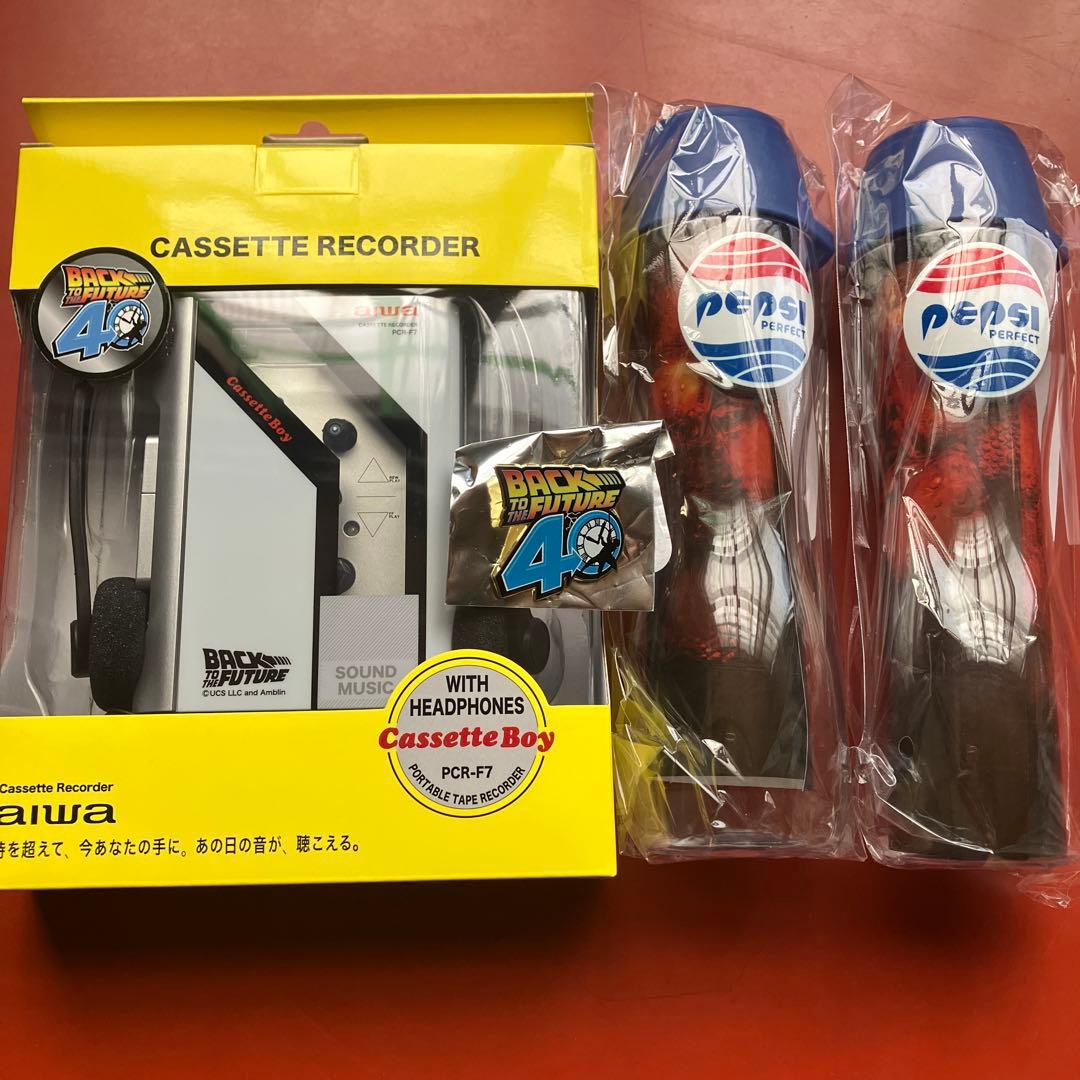 CASSETTE RECORDER
BACK
TO THE
FUTURE
40
aiwa
CASSETTE RECORDER
PCR-F7
CassetteBoy
PLAY
PLAY
BACK
TO THE
FUTURE
©UCS LLC and Amblin
SOUND
MUSIC
WITH
HEADPHONES
CassetteBoy
PCR-F7
PORTABLE TAPE RECORDER
Cassette Recorder
aiwa
時を超えて、今あなたの手に。あの日の音が、聴こえる。
BACK
TO THE
FUTURE
40
pepsi
PERFECT
pepsi
PERFECT